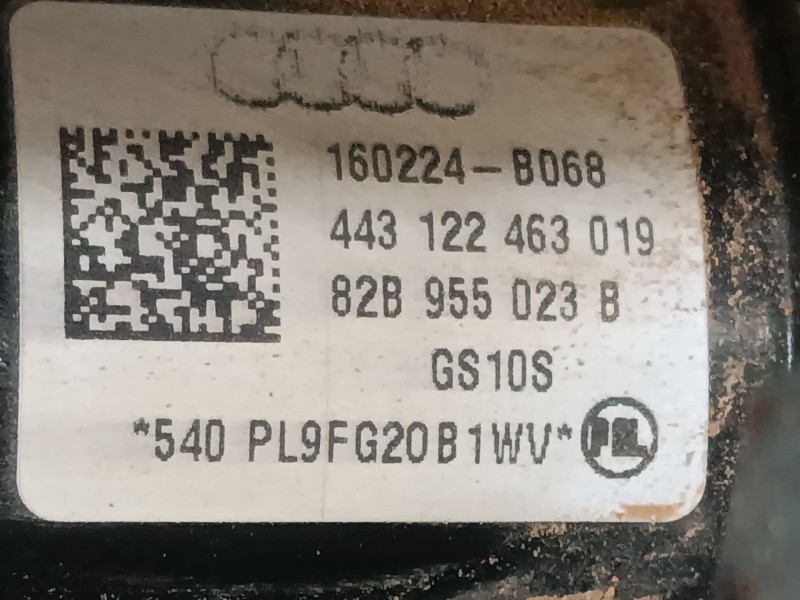 160224-B068
443 122 463 019
82B 955 023 B
GS10S
*540 PL9FG20B1WV*